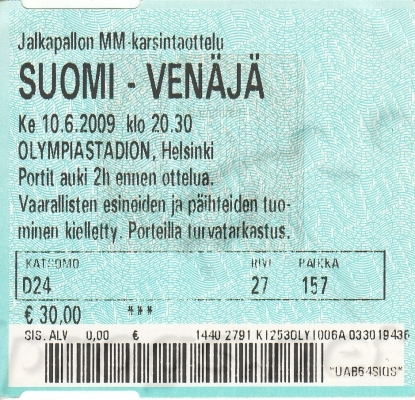 Jalkapallon MM-karsintaottelu
SUOMI - VENÄJÄ
Ke 10.6.2009 klo 20.30
OLYMPIASTADION, Helsinki
Portit auki 2h ennen ottelua.
Vaarallisten esineiden ja päihteiden tuo-
minen kielletty. Porteilla turvatarkastus.
KATSOMO RIVI PAIKKA
D24 27 157
€ 30,00 ***
SIS. ALV 0,00 € 1440 2791 K12530LY1006A 033019436
*UAB64SIQS*